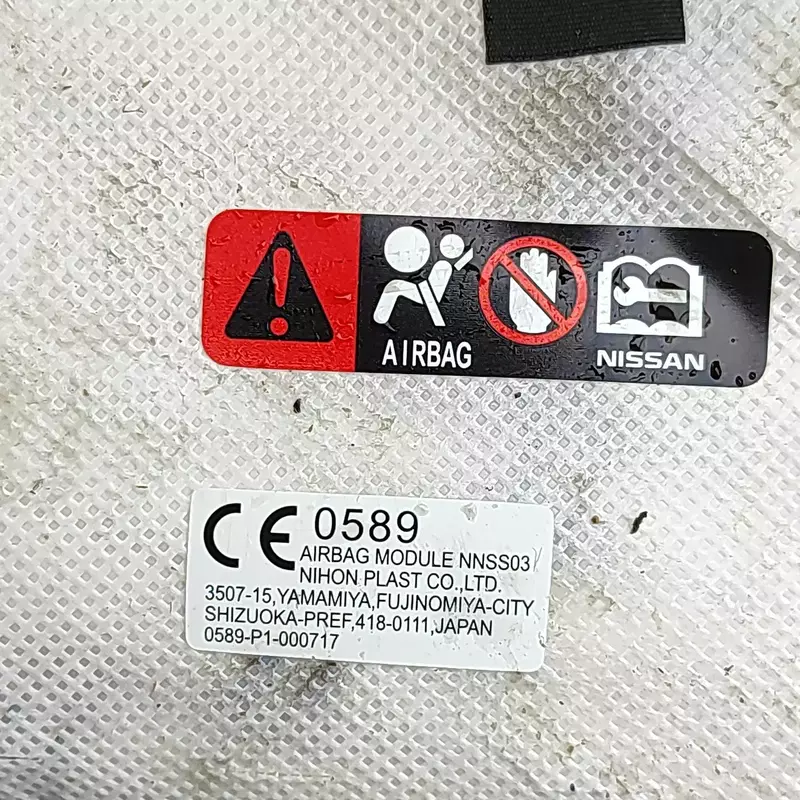 AIRBAG
NISSAN
CE 0589
AIRBAG MODULE NNSS03
NIHON PLAST CO.,LTD.
3507-15,YAMAMIYA,FUJINOMIYA-CITY
SHIZUOKA-PREF,418-0111,JAPAN
0589-P1-000717